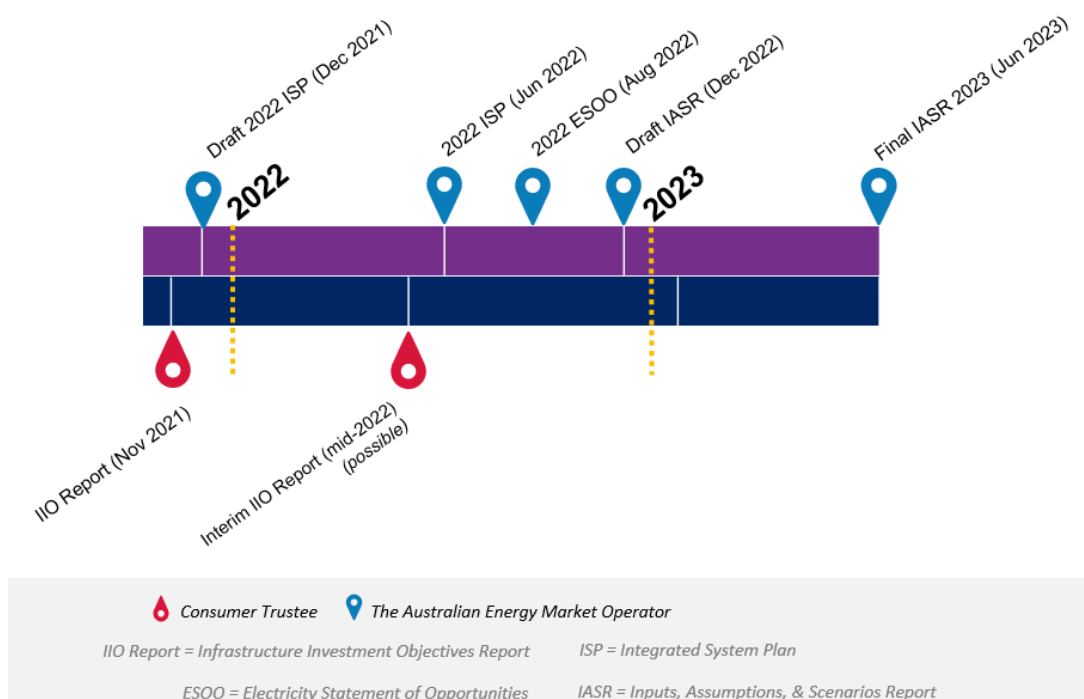 Draft 2022 ISP (Dec 2021)
2022
2022 ISP (Jun 2022)
2022 ESOO (Aug 2022)
Draft IASR (Dec 2022)
2023
Final IASR 2023 (Jun 2023)
IIO Report (Nov 2021)
Interim IIO Report (mid-2022)
(possible)
Consumer Trustee
The Australian Energy Market Operator
IIO Report = Infrastructure Investment Objectives Report
ISP = Integrated System Plan
ESOO = Electricity Statement of Opportunities
IASR = Inputs, Assumptions, & Scenarios Report